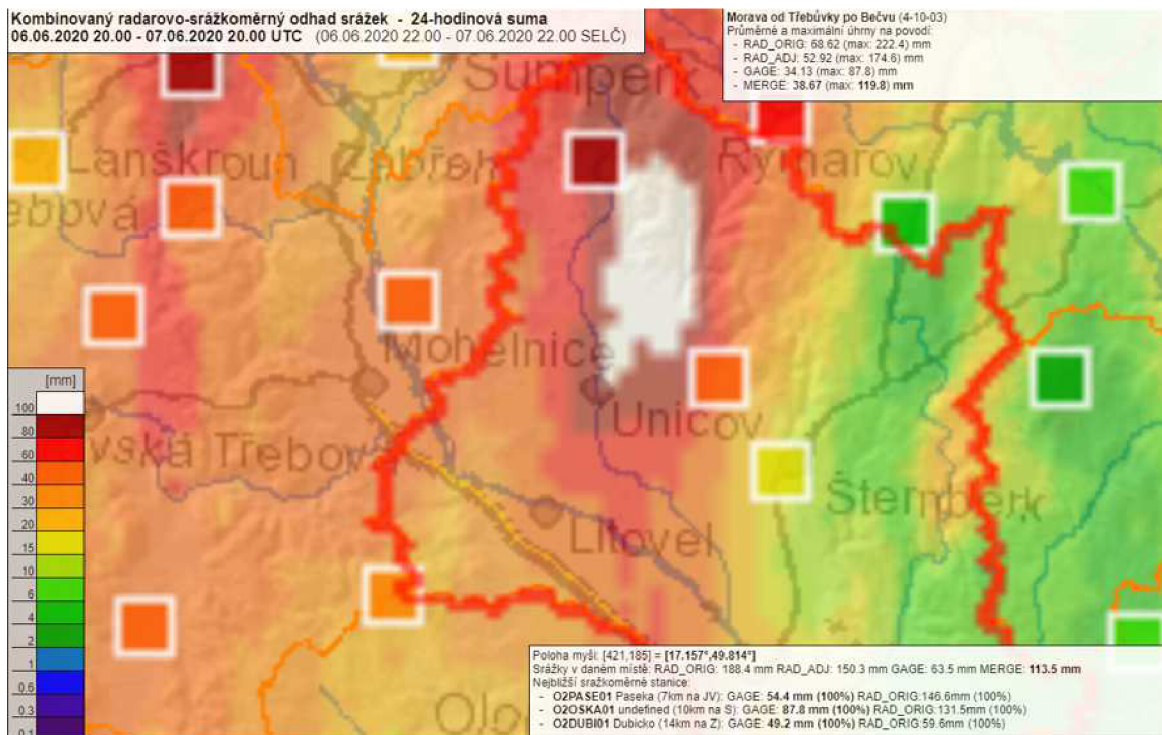 Kombinovaný radarovo-srážkoměrný odhad srážek - 24-hodinová suma
06.06.2020 20.00 - 07.06.2020 20.00 UTC (06.06.2020 22.00 - 07.06.2020 22.00 SELČ)
Morava od Třebůvky po Bečvu (4-10-03)
Průměrné a maximální úhrny na povodí:
- RAD_ORIG: 68.62 (max: 222.4) mm
- RAD_ADJ: 52.92 (max: 174.6) mm
- GAGE: 34.13 (max: 87.8) mm
- MERGE: 38.67 (max: 119.8) mm
Šumperk
Lanškroun
Zábřeh
Rýmařov
ebová
Mohelnice
Uničov
vská Třebov
Šternberk
Litovel
Olo
[mm]
100
80
60
40
30
20
15
10
6
4
2
1
0.6
0.3
0.1
Poloha myši: [421,185] = [17.157°,49.814°]
Srážky v daném místě: RAD_ORIG: 188.4 mm RAD_ADJ: 150.3 mm GAGE: 63.5 mm MERGE: 113.5 mm
Nejbližší srážkoměrné stanice:
- O2PASE01 Paseka (7km na JV): GAGE: 54.4 mm (100%) RAD_ORIG:146.6mm (100%)
- O2OSKA01 undefined (10km na S): GAGE: 87.8 mm (100%) RAD_ORIG:131.5mm (100%)
- O2DUBI01 Dubicko (14km na Z): GAGE: 49.2 mm (100%) RAD_ORIG:59.6mm (100%)